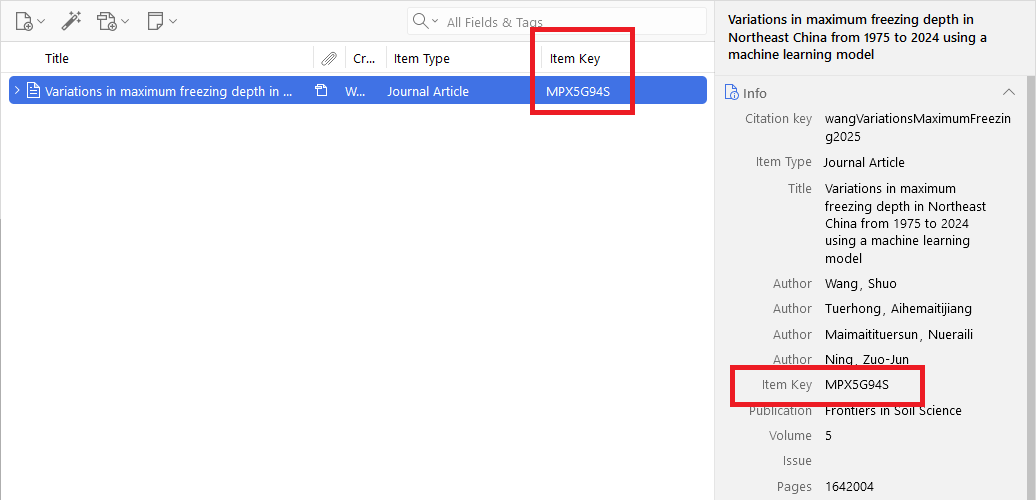 All Fields & Tags
Title
Cr...
Item Type
Item Key
Variations in maximum freezing depth in ...
W...
Journal Article
MPX5G94S
Variations in maximum freezing depth in
Northeast China from 1975 to 2024 using a
machine learning model
Info
Citation key wangVariationsMaximumFreezin
g2025
Item Type Journal Article
Title Variations in maximum
freezing depth in Northeast
China from 1975 to 2024
using a machine learning
model
Author Wang, Shuo
Author Tuerhong, Aihemaitijiang
Author Maimaitituersun, Nueraili
Author Ning, Zuo-Jun
Item Key MPX5G94S
Publication Frontiers in Soil Science
Volume 5
Issue
Pages 1642004